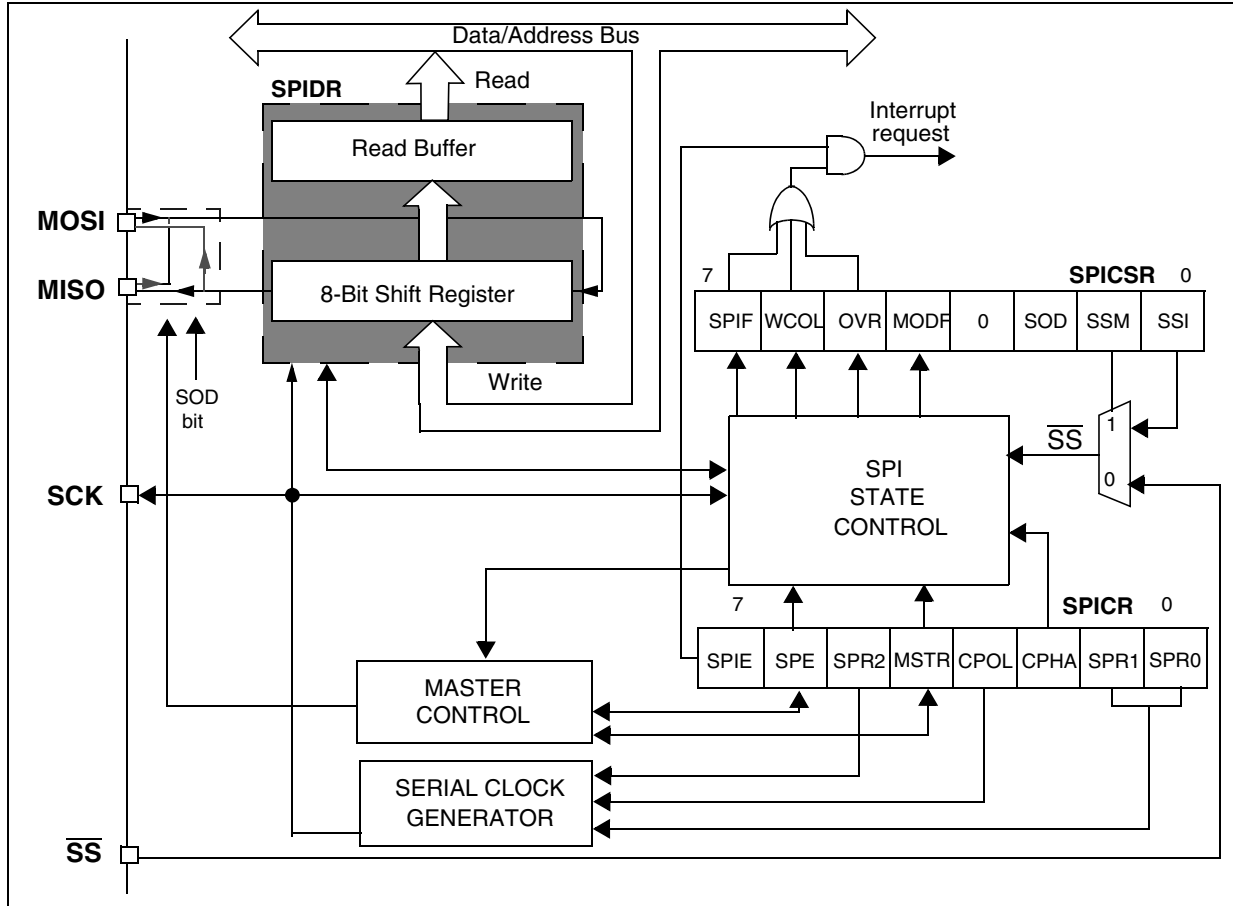 Data/Address Bus
SPIDR
Read
Read Buffer
Interrupt
request
MOSI
MISO
8-Bit Shift Register
7
SPICSR
0
SPIF WCOL OVR MODF 0 SOD SSM SSI
Write
SOD
bit
1
SS
0
SCK
SPI
STATE
CONTROL
7
SPICR
0
SPIE SPE SPR2 MSTR CPOL CPHA SPR1 SPR0
MASTER
CONTROL
SERIAL CLOCK
GENERATOR
SS